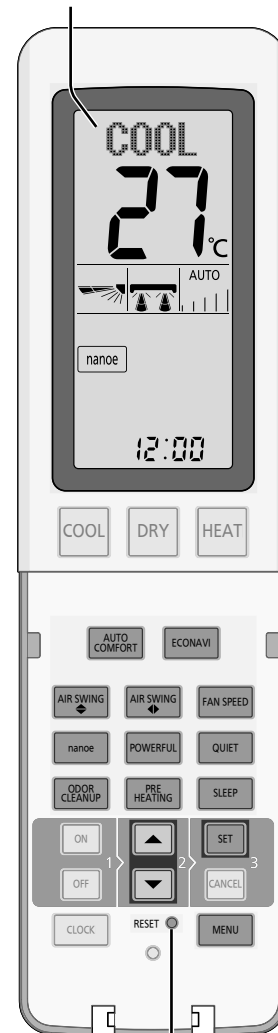 COOL
27°C
AUTO
nanoe
12:00
COOL DRY HEAT
AUTO COMFORT ECONAVI
AIR SWING AIR SWING FAN SPEED
nanoe POWERFUL QUIET
ODOR CLEANUP PRE HEATING SLEEP
ON SET
1 2 3
OFF CANCEL
CLOCK RESET MENU